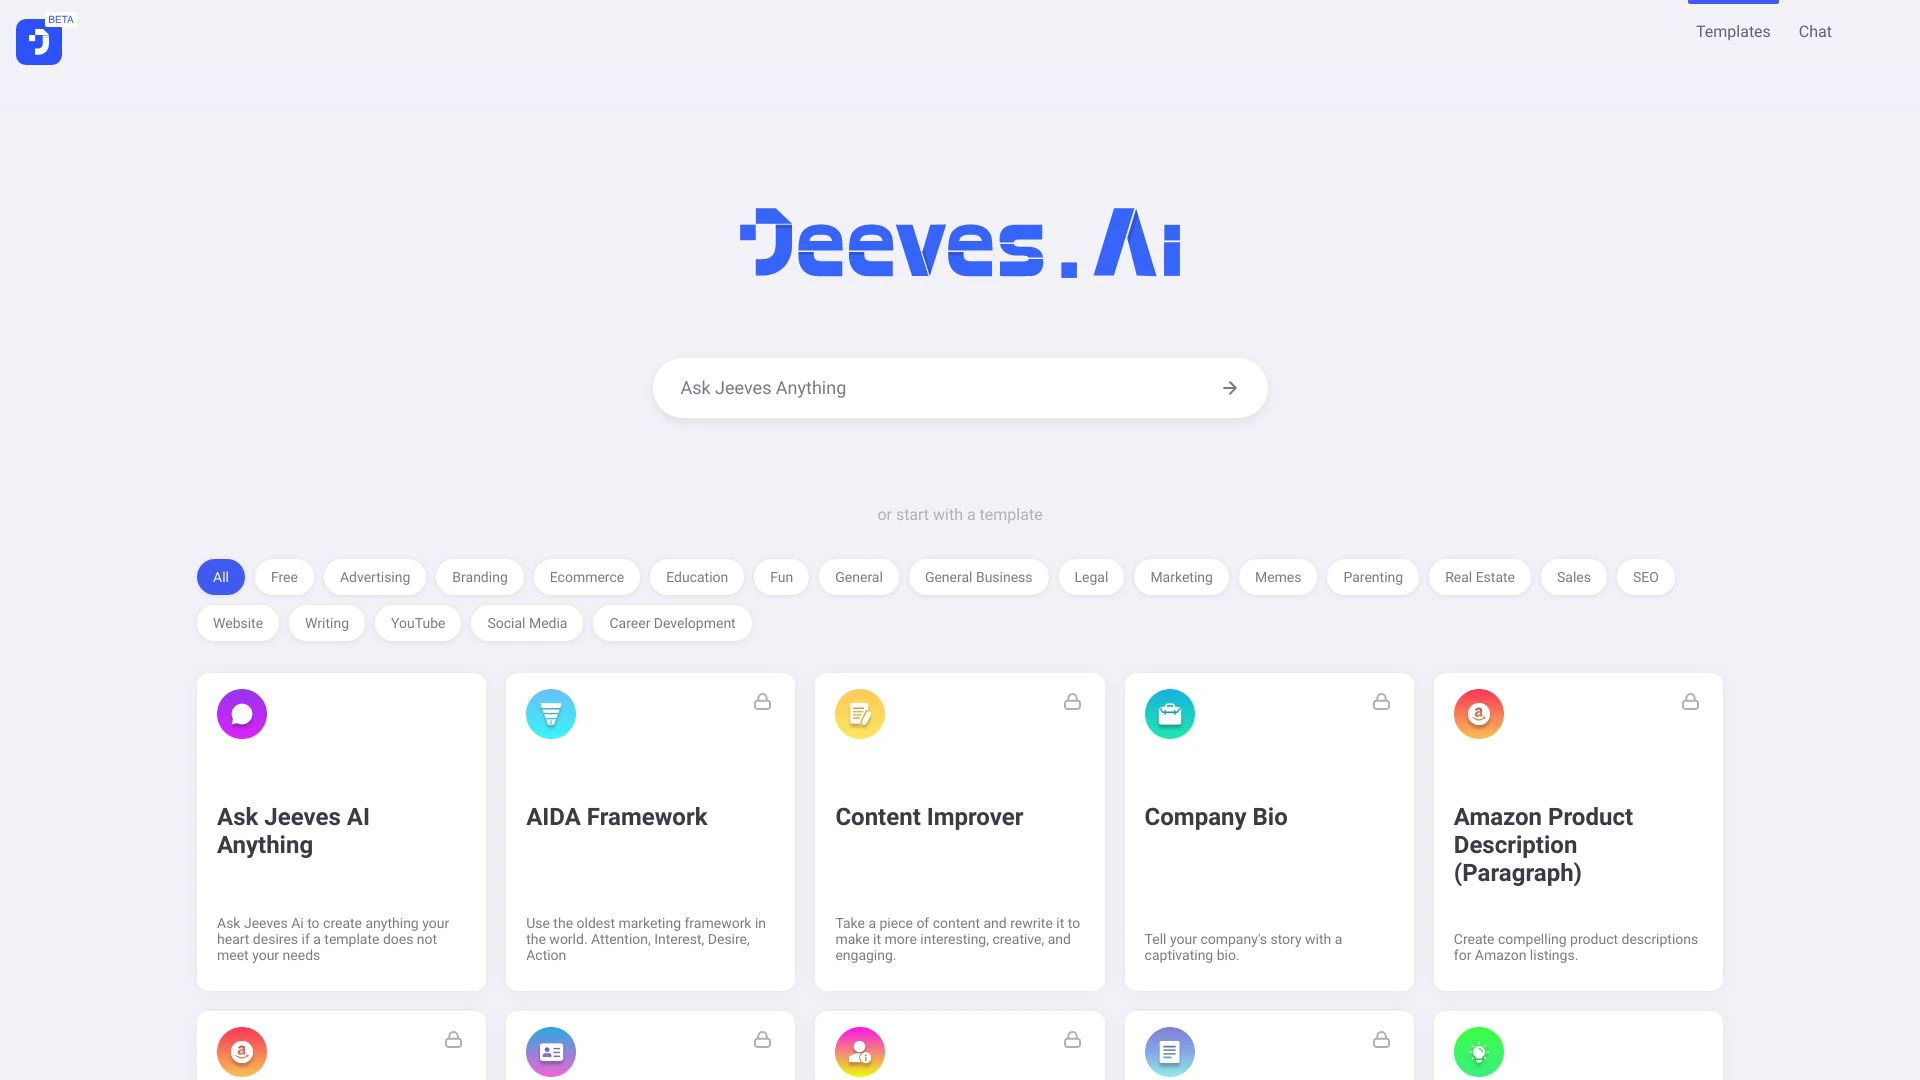 BETA
Templates
Chat
Jeeves.Ai
Ask Jeeves Anything
or start with a template
All
Free
Advertising
Branding
Ecommerce
Education
Fun
General
General Business
Legal
Marketing
Memes
Parenting
Real Estate
Sales
SEO
Website
Writing
YouTube
Social Media
Career Development
Ask Jeeves AI
Anything
Ask Jeeves Ai to create anything your
heart desires if a template does not
meet your needs
AIDA Framework
Use the oldest marketing framework in
the world. Attention, Interest, Desire,
Action
Content Improver
Take a piece of content and rewrite it to
make it more interesting, creative, and
engaging.
Company Bio
Tell your company's story with a
captivating bio.
Amazon Product
Description
(Paragraph)
Create compelling product descriptions
for Amazon listings.